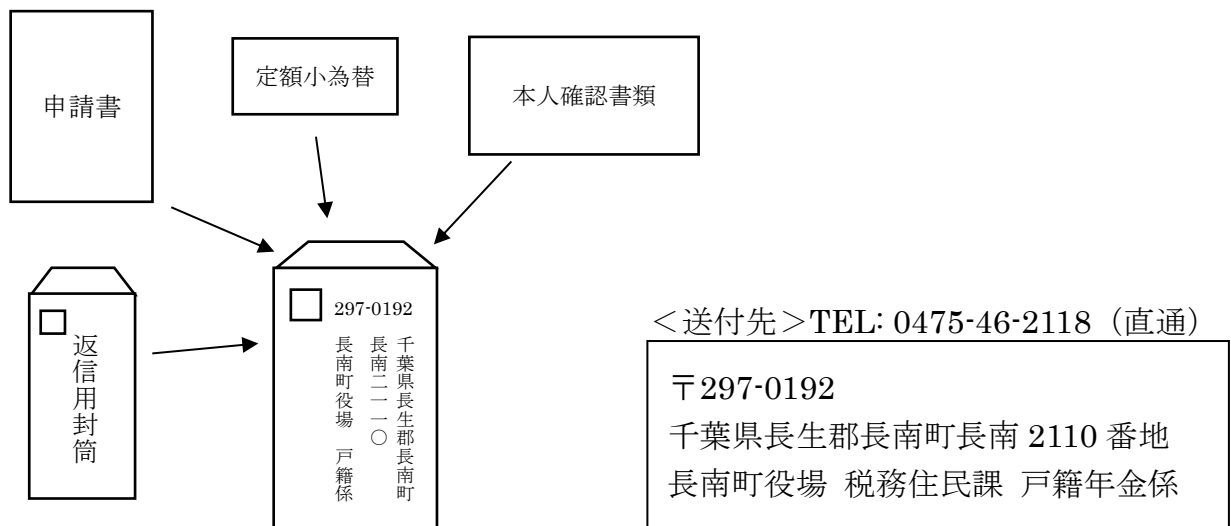 申請書
定額小為替
本人確認書類
返信用封筒
297-0192
千葉県長生郡長南町
長南二一一〇
長南町役場 戸籍係
＜送付先＞TEL: 0475-46-2118（直通）
〒297-0192
千葉県長生郡長南町長南 2110 番地
長南町役場 税務住民課 戸籍年金係